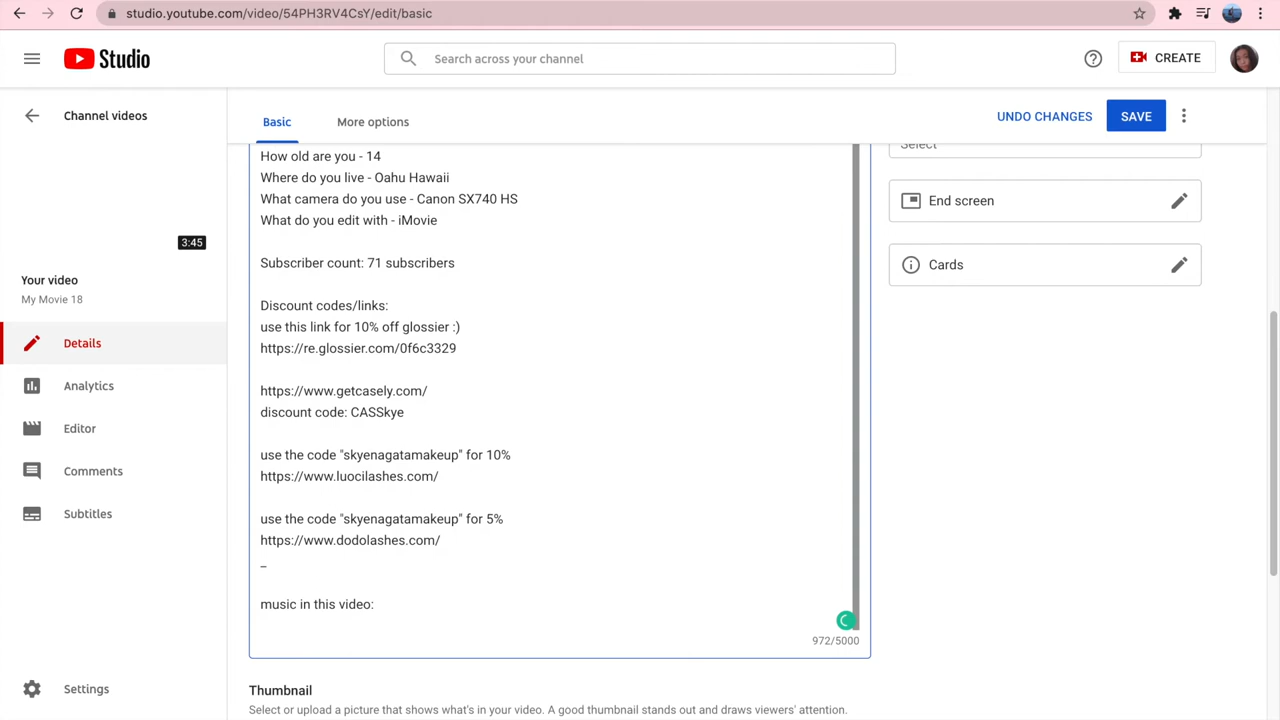 studio.youtube.com/video/54PH3RV4CsY/edit/basic
Studio
Search across your channel
CREATE
Channel videos
Basic
More options
UNDO CHANGES
SAVE
3:45
Your video
My Movie 18
Details
Analytics
Editor
Comments
Subtitles
Settings
How old are you - 14
Where do you live - Oahu Hawaii
What camera do you use - Canon SX740 HS
What do you edit with - iMovie
Subscriber count: 71 subscribers
Discount codes/links:
use this link for 10% off glossier :)
https://re.glossier.com/0f6c3329
https://www.getcasely.com/
discount code: CASSkye
use the code "skyenagatamakeup" for 10%
https://www.luocilashes.com/
use the code "skyenagatamakeup" for 5%
https://www.dodolashes.com/
–
music in this video:
972/5000
Select
End screen
Cards
Thumbnail
Select or upload a picture that shows what's in your video. A good thumbnail stands out and draws viewers' attention.